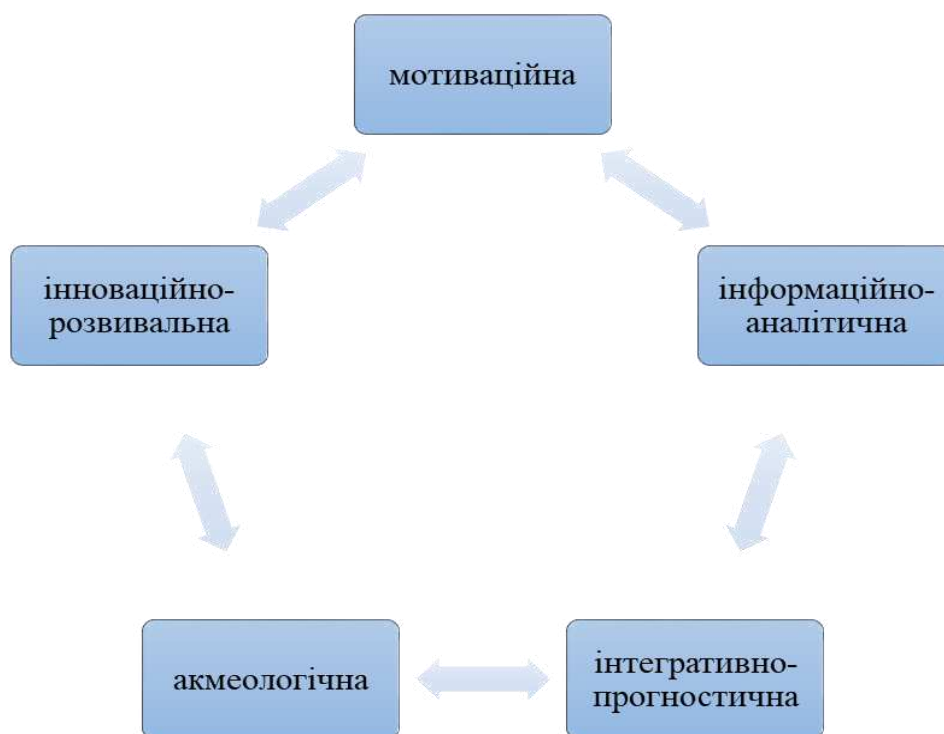 мотиваційна
інноваційно-
розвивальна
інформаційно-
аналітична
акмеологічна
інтегративно-
прогностична